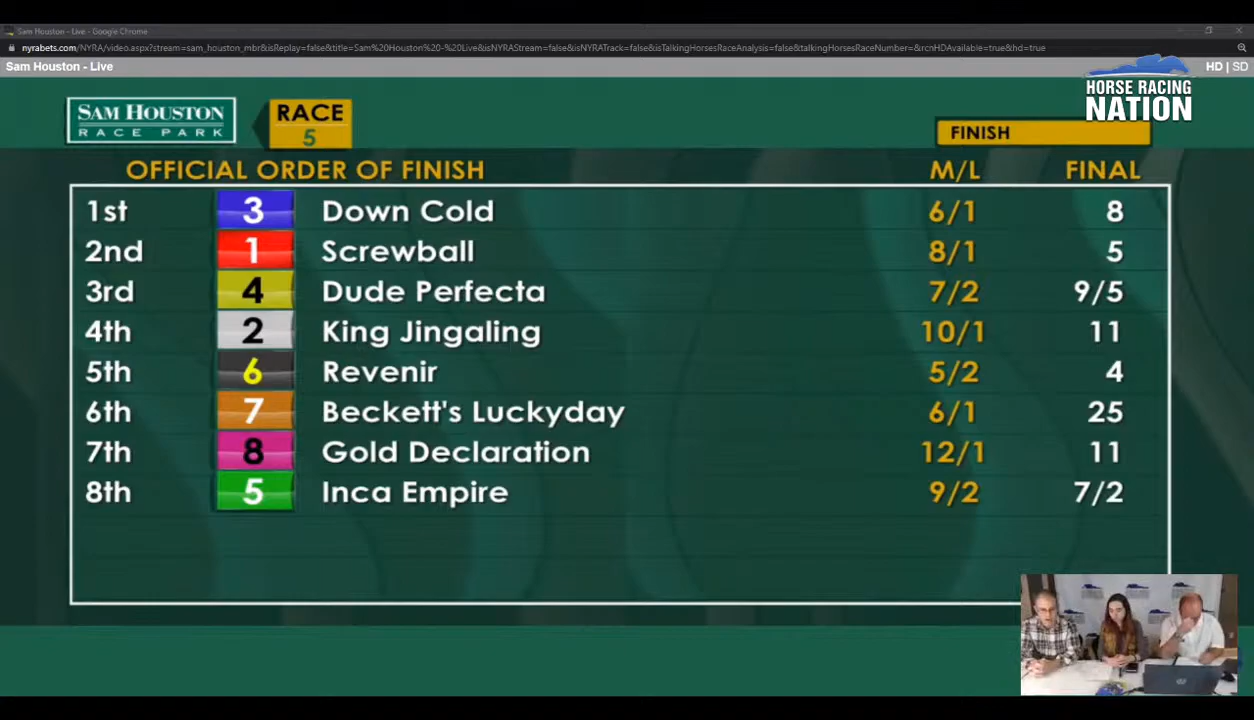 Sam Houston - Live - Google Chrome
nyrabets.com/NYRA/video.aspx?stream=sam_houston_mbr&isReplay=false&title=Sam%20Houston%20-%20Live&isNYRAStream=false&isNYRATrack=false&isTalkingHorsesRaceAnalysis=false&talkingHorsesRaceNumber=&rcnHDAvailable=true&hd=true
Sam Houston - Live
HD | SD
HORSE RACING
NATION
SAM HOUSTON
RACE PARK
RACE
5
FINISH
OFFICIAL ORDER OF FINISH M/L FINAL
1st 3 Down Cold 6/1 8
2nd 1 Screwball 8/1 5
3rd 4 Dude Perfecta 7/2 9/5
4th 2 King Jingaling 10/1 11
5th 6 Revenir 5/2 4
6th 7 Beckett's Luckyday 6/1 25
7th 8 Gold Declaration 12/1 11
8th 5 Inca Empire 9/2 7/2